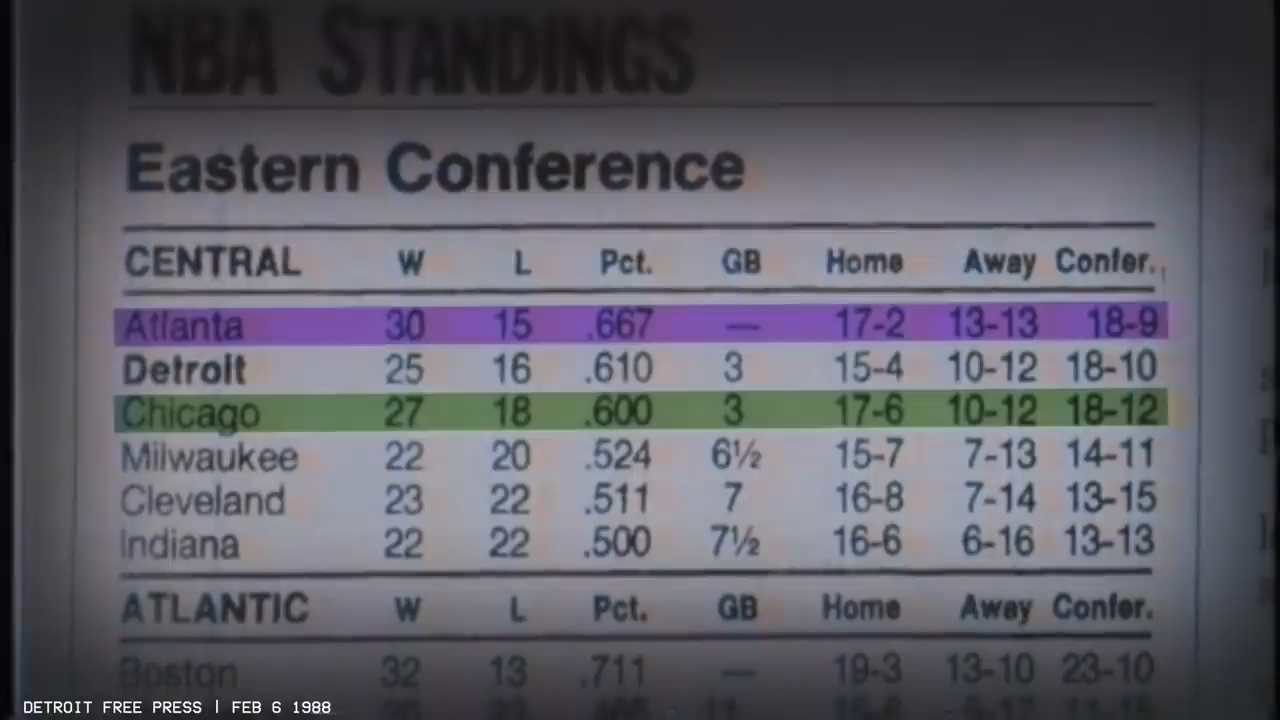 NBA STANDINGS
Eastern Conference
CENTRAL W L Pct. GB Home Away Confer.
Atlanta 30 15 .667 — 17-2 13-13 18-9
Detroit 25 16 .610 3 15-4 10-12 18-10
Chicago 27 18 .600 3 17-6 10-12 18-12
Milwaukee 22 20 .524 6½ 15-7 7-13 14-11
Cleveland 23 22 .511 7 16-8 7-14 13-15
Indiana 22 22 .500 7½ 16-6 6-16 13-13
ATLANTIC W L Pct. GB Home Away Confer.
Boston 32 13 .711 — 19-3 13-10 23-10
DETROIT FREE PRESS | FEB 6 1988